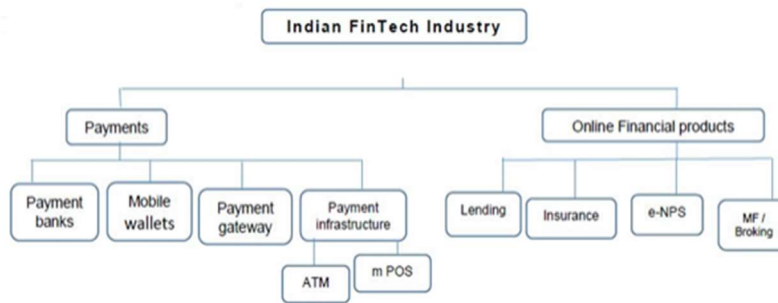 Indian FinTech Industry
Payments
Online Financial products
Payment
banks
Mobile
wallets
Payment
gateway
Payment
infrastructure
Lending
Insurance
e-NPS
MF /
Broking
ATM
m POS